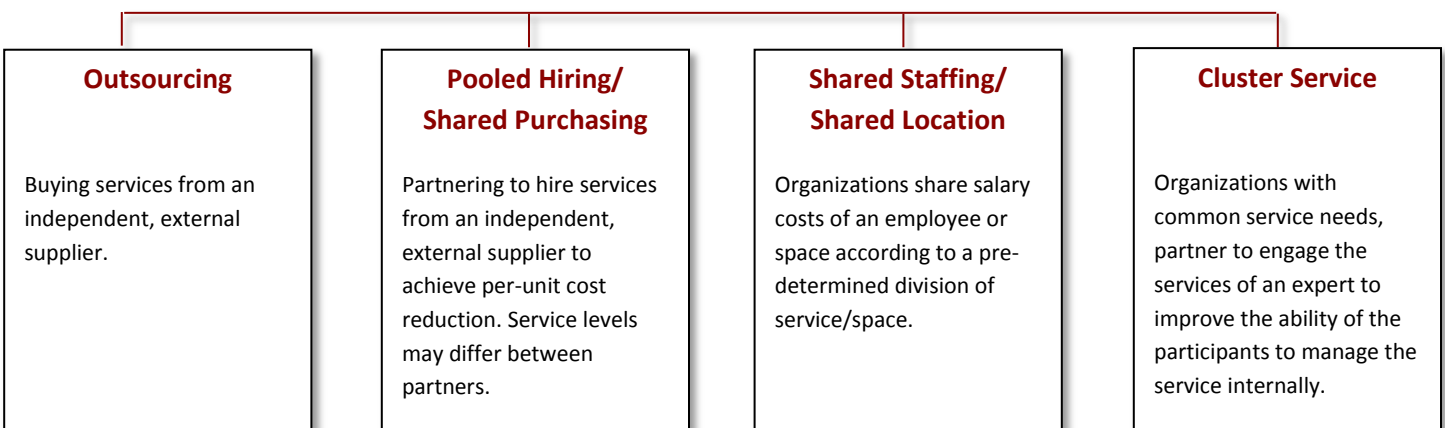 Outsourcing
Buying services from an
independent, external
supplier.
Pooled Hiring/
Shared Purchasing
Partnering to hire services
from an independent,
external supplier to
achieve per-unit cost
reduction. Service levels
may differ between
partners.
Shared Staffing/
Shared Location
Organizations share salary
costs of an employee or
space according to a pre-
determined division of
service/space.
Cluster Service
Organizations with
common service needs,
partner to engage the
services of an expert to
improve the ability of the
participants to manage the
service internally.